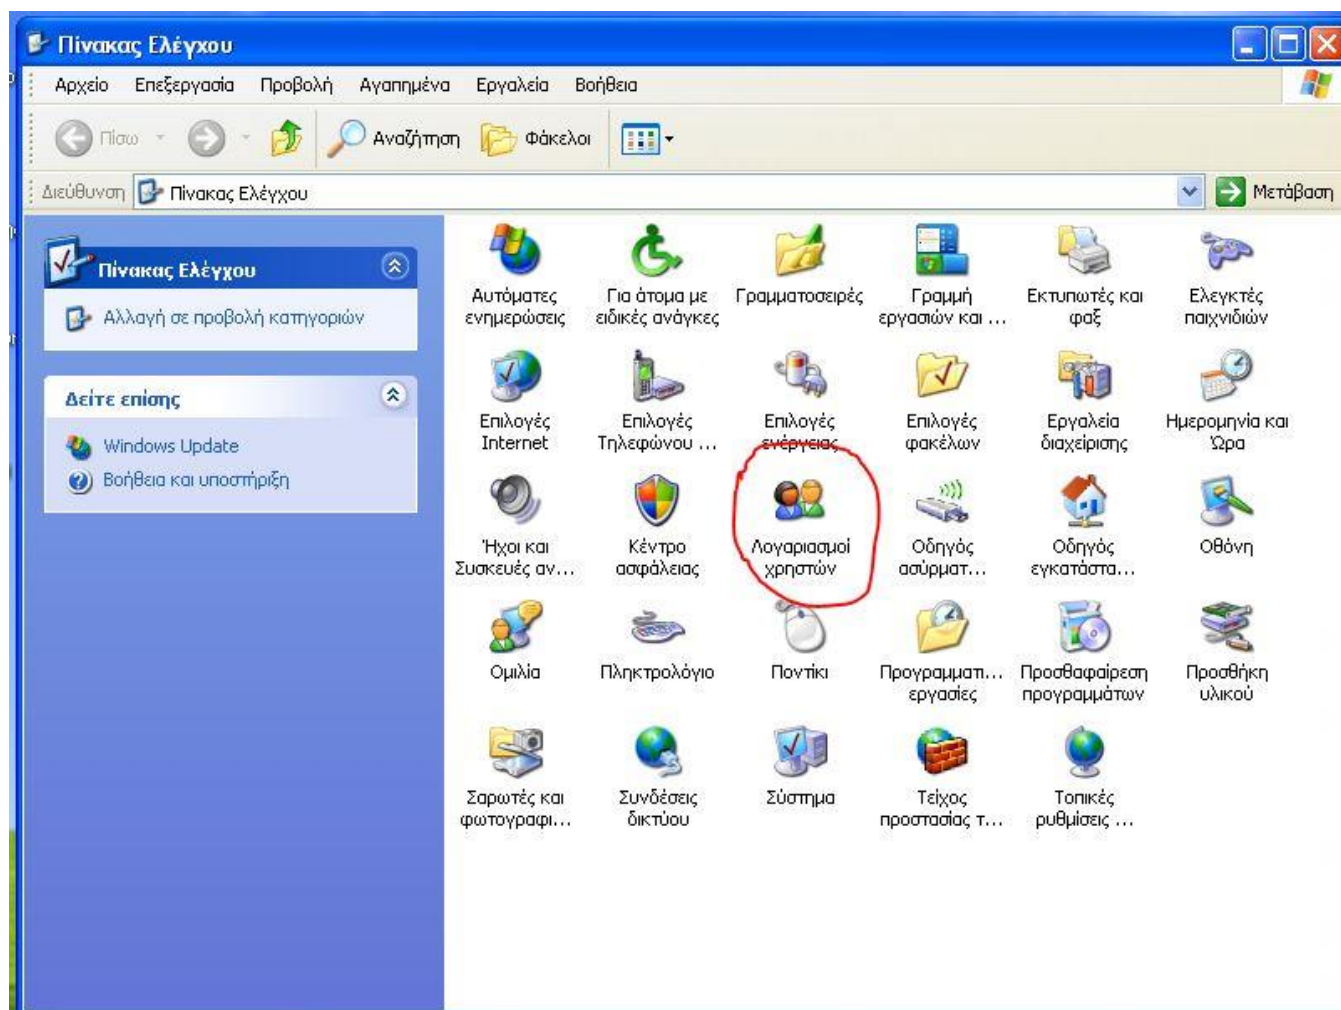 Πίνακας Ελέγχου
Αρχείο Επεξεργασία Προβολή Αγαπημένα Εργαλεία Βοήθεια
Πίσω Αναζήτηση Φάκελοι
Διεύθυνση Πίνακας Ελέγχου Μετάβαση
Πίνακας Ελέγχου
Αλλαγή σε προβολή κατηγοριών
Δείτε επίσης
Windows Update
Βοήθεια και υποστήριξη
Αυτόματες
ενημερώσεις
Για άτομα με
ειδικές ανάγκες
Γραμματοσειρές
Γραμμή
εργασιών και ...
Εκτυπωτές και
φαξ
Ελεγκτές
παιχνιδιών
Επιλογές
Internet
Επιλογές
Τηλεφώνου ...
Επιλογές
ενέργειας
Επιλογές
φακέλων
Εργαλεία
διαχείρισης
Ημερομηνία και
Ώρα
Ήχοι και
Συσκευές αν...
Κέντρο
ασφάλειας
Λογαριασμοί
χρηστών
Οδηγός
ασύρματ...
Οδηγός
εγκατάστα...
Οθόνη
Ομιλία
Πληκτρολόγιο
Ποντίκι
Προγραμματι...
εργασίες
Προσθαφαίρεση
προγραμμάτων
Προσθήκη
υλικού
Σαρωτές και
φωτογραφι...
Συνδέσεις
δικτύου
Σύστημα
Τείχος
προστασίας τ...
Τοπικές
ρυθμίσεις ...